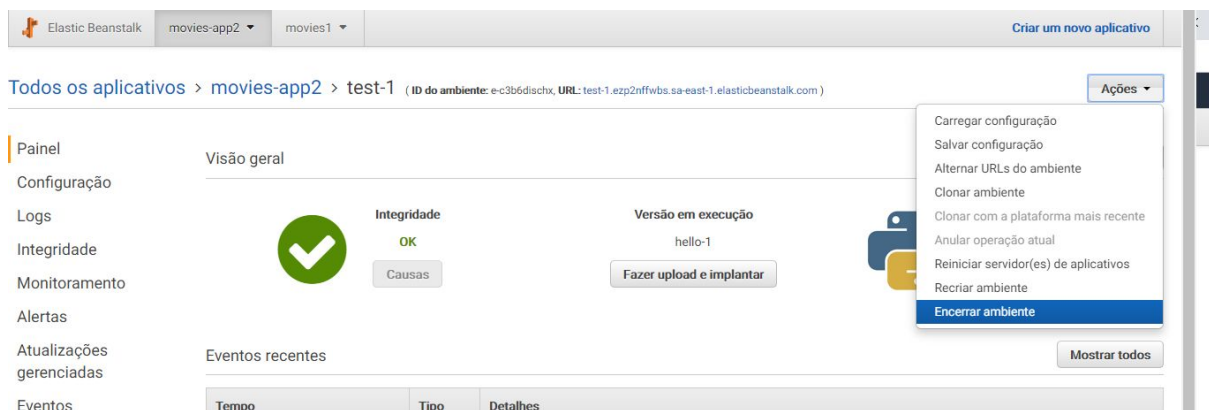 Elastic Beanstalk movies-app2 movies1 Criar um novo aplicativo
Todos os aplicativos > movies-app2 > test-1 ( ID do ambiente: e-c3b6dischx, URL: test-1.ezp2nffwbs.sa-east-1.elasticbeanstalk.com )
Ações
Carregar configuração
Salvar configuração
Alternar URLs do ambiente
Clonar ambiente
Clonar com a plataforma mais recente
Anular operação atual
Reiniciar servidor(es) de aplicativos
Recriar ambiente
Encerrar ambiente
Painel
Configuração
Logs
Integridade
Monitoramento
Alertas
Atualizações
gerenciadas
Eventos
Visão geral
Integridade
OK
Causas
Versão em execução
hello-1
Fazer upload e implantar
Eventos recentes
Mostrar todos
Tempo Tipo Detalhes